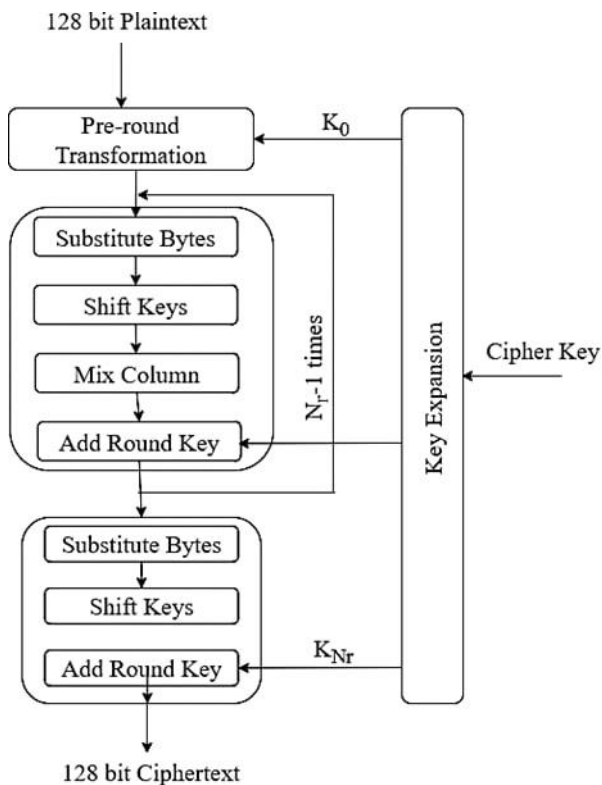 128 bit Plaintext
Pre-round
Transformation
K0
Substitute Bytes
Shift Keys
Mix Column
Add Round Key
Nr-1 times
Key Expansion
Cipher Key
Substitute Bytes
Shift Keys
Add Round Key
KNr
128 bit Ciphertext